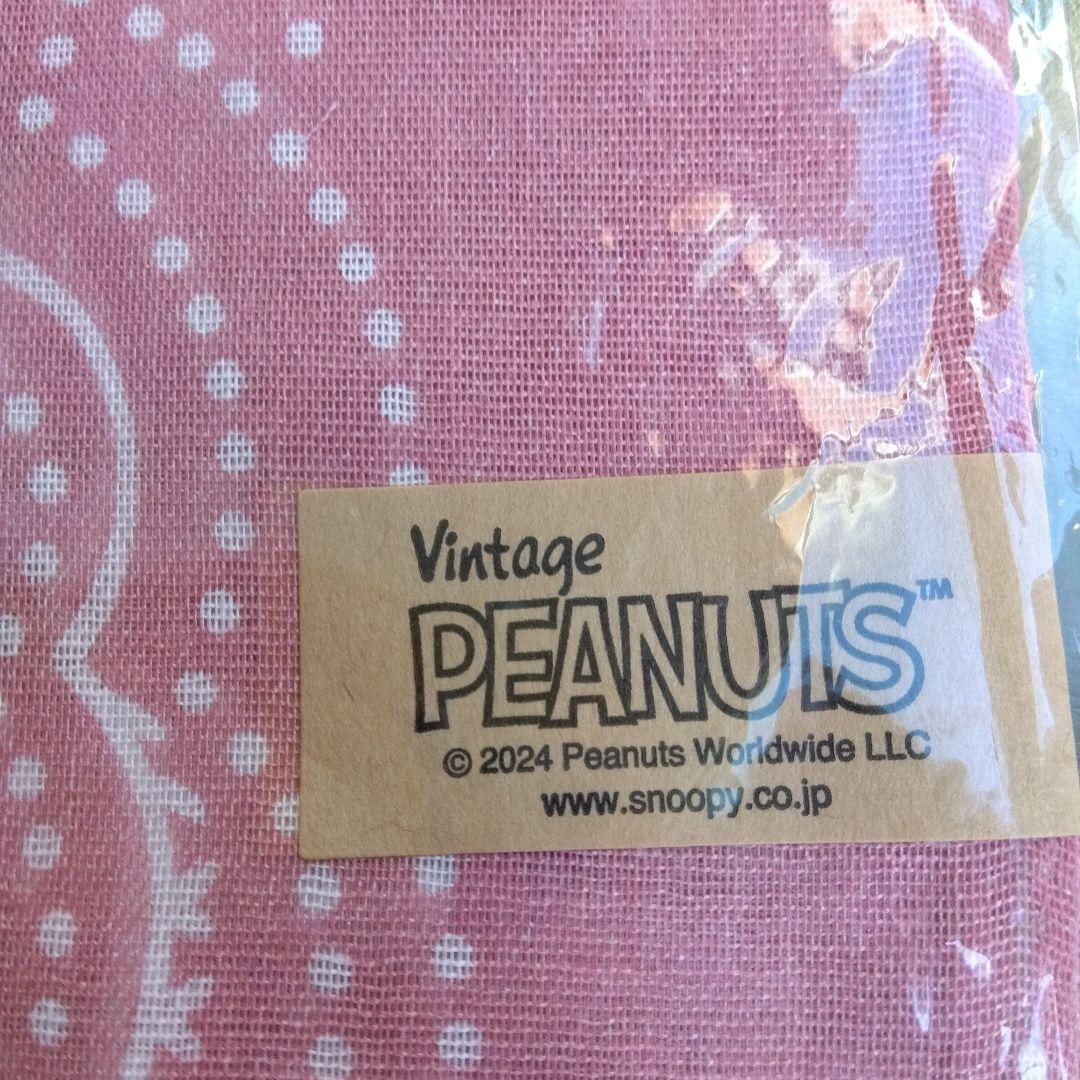 Vintage
PEANUTS™
© 2024 Peanuts Worldwide LLC
www.snoopy.co.jp